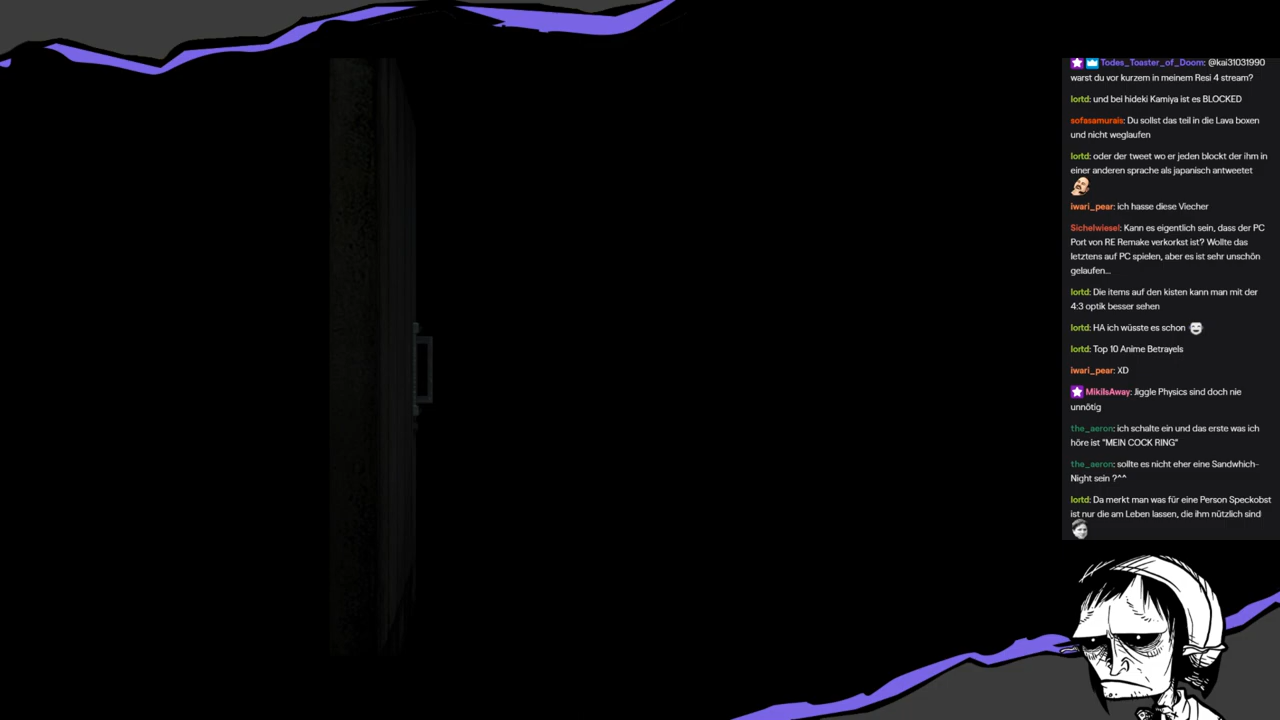 Todes_Toaster_of_Doom: @kai31031990
warst du vor kurzem in meinem Resi 4 stream?
lortd: und bei hideki Kamiya ist es BLOCKED
sofasamurais: Du sollst das teil in die Lava boxen
und nicht weglaufen
lortd: oder der tweet wo er jeden blockt der ihm in
einer anderen sprache als japanisch antweetet
iwari_pear: ich hasse diese Viecher
Sichelwiesel: Kann es eigentlich sein, dass der PC
Port von RE Remake verkorkst ist? Wollte das
letztens auf PC spielen, aber es ist sehr unschön
gelaufen...
lortd: Die items auf den kisten kann man mit der
4:3 optik besser sehen
lortd: HA ich wüsste es schon
lortd: Top 10 Anime Betrayels
iwari_pear: XD
MikiIsAway: Jiggle Physics sind doch nie
unnötig
the_aeron: ich schalte ein und das erste was ich
höre ist "MEIN COCK RING"
the_aeron: sollte es nicht eher eine Sandwhich-
Night sein ?^^
lortd: Da merkt man was für eine Person Speckobst
ist nur die am Leben lassen, die ihm nützlich sind